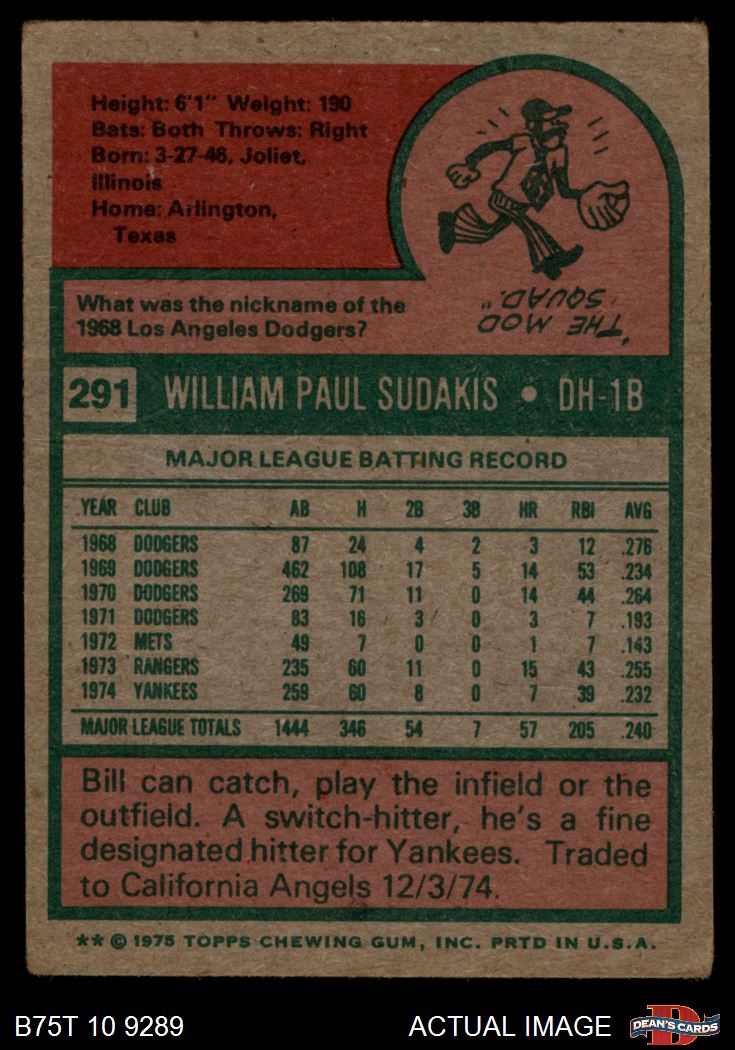 Height: 6'1" Weight: 190
Bats: Both Throws: Right
Born: 3-27-46, Joliet,
Illinois
Home: Arlington,
Texas
What was the nickname of the
1968 Los Angeles Dodgers?
"THE MOD
SQUAD."
291 WILLIAM PAUL SUDAKIS • DH-1B
MAJOR LEAGUE BATTING RECORD
YEAR CLUB AB H 2B 3B HR RBI AVG
1968 DODGERS 87 24 4 2 3 12 .276
1969 DODGERS 462 108 17 5 14 53 .234
1970 DODGERS 269 71 11 0 14 44 .264
1971 DODGERS 83 16 3 0 3 7 .193
1972 METS 49 7 0 0 1 7 .143
1973 RANGERS 235 60 11 0 15 43 .255
1974 YANKEES 259 60 8 0 7 39 .232
MAJOR LEAGUE TOTALS 1444 346 54 7 57 205 .240
Bill can catch, play the infield or the
outfield. A switch-hitter, he's a fine
designated hitter for Yankees. Traded
to California Angels 12/3/74.
** © 1975 TOPPS CHEWING GUM, INC. PRTD IN U.S.A.
B75T 10 9289 ACTUAL IMAGE DEAN'S CARDS